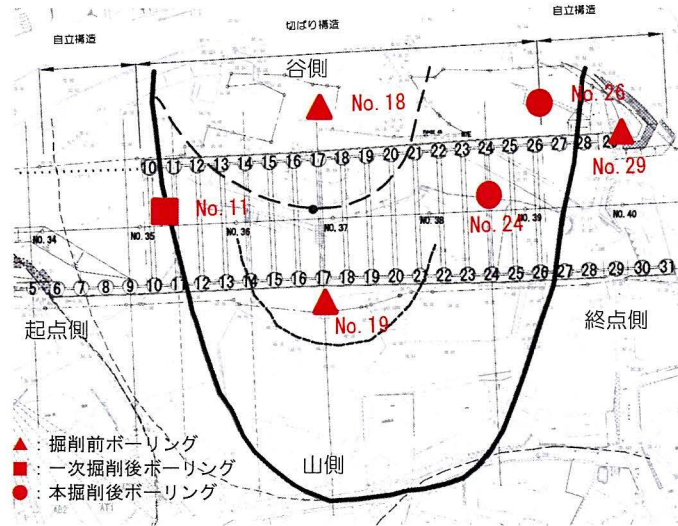 自立構造
切ばり構造
自立構造
谷側
No. 18
No. 26
No. 29
10 11 12 13 14 15 16 17 18 19 20 21 22 23 24 25 26 27 28
No. 11
No. 24
NO.34
NO.35
NO.36
NO.37
NO.38
NO.39
NO.40
5 6 7 8 9 10 11 12 13 14 15 16 17 18 19 20 21 22 23 24 25 26 27 28 29 30 31
No. 19
起点側
終点側
山側
▲ : 掘削前ボーリング
■ : 一次掘削後ボーリング
● : 本掘削後ボーリング